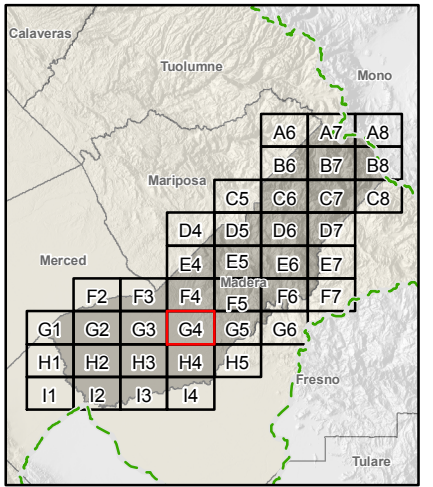 Calaveras
Tuolumne
Mono
A6 A7 A8
B6 B7 B8
Mariposa
C5 C6 C7 C8
D4 D5 D6 D7
Merced
E4 E5 E6 E7
Madera
F2 F3 F4 F5 F6 F7
G1 G2 G3 G4 G5 G6
H1 H2 H3 H4 H5
Fresno
I1 I2 I3 I4
Tulare